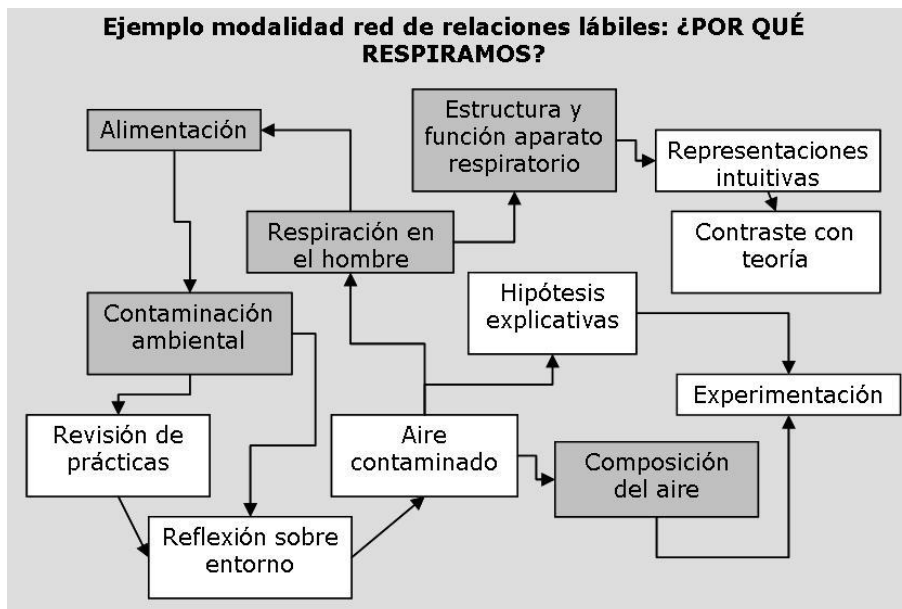 Ejemplo modalidad red de relaciones lábiles: ¿POR QUÉ
RESPIRAMOS?
Alimentación
Estructura y
función aparato
respiratorio
Representaciones
intuitivas
Respiración en
el hombre
Contraste con
teoría
Hipótesis
explicativas
Contaminación
ambiental
Experimentación
Revisión de
prácticas
Aire
contaminado
Composición
del aire
Reflexión sobre
entorno